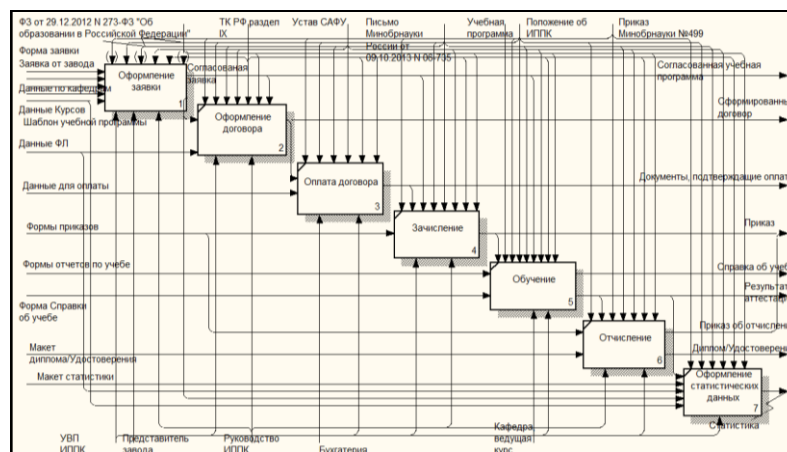 ФЗ от 29.12.2012 N 273-ФЗ "Об
образовании в Российской Федерации"
ТК РФ,раздел
IX
Устав САФУ
Письмо
Минобрнауки
России от
09.10.2013 N 06-735
Учебная
программа
Положение об
ИППК
Приказ
Минобрнауки №499
Форма заявки
Заявка от завода
Данные по кафедрам
Данные Курсов
Шаблон учебной программы
Данные ФЛ
Данные для оплаты
Формы приказов
Формы отчетов по учебе
Форма Справки
об учебе
Макет
диплома/Удостоверения
Макет статистики
Оформление
заявки
1
Согласованая
заявка
Оформление
договора
2
Оплата договора
3
Зачисление
4
Обучение
5
Отчисление
6
Оформление
статистических
данных
7
Согласованная учебная
программа
Сформированны
договор
Документы, подтверждащие оплат
Приказ
Справка об учеб
Результат
аттестаци
Приказ об отчислени
Диплом/Удостоверени
Статистика
УВП
ИППК
Представитель
завода
Руководство
ИППК
Бухгалтерия
Кафедра
ведущая
курс